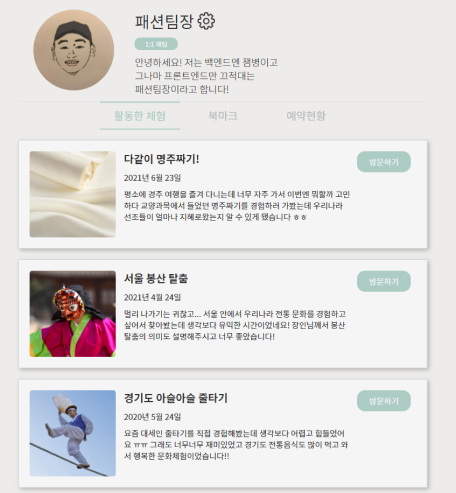 패션팀장
1:1 채팅
안녕하세요! 저는 백엔드엔 잼병이고
그나마 프론트엔드만 끄적대는
패션팀장이라고 합니다!
활동한 체험 북마크 예약현황
다같이 명주짜기!
방문하기
2021년 6월 23일
평소에 경주 여행을 즐겨 다니는데 너무 자주 가서 이번엔 뭐할까 고민
하다 교양과목에서 들었던 명주짜기를 경험하러 가봤는데 우리나라
선조들이 얼마나 지혜로웠는지 알 수 있게 됐습니다 ㅎㅎ
서울 봉산 탈춤
방문하기
2021년 4월 24일
멀리 나가기는 귀찮고... 서울 안에서 우리나라 전통 문화를 경험하고
싶어서 찾아봤는데 생각보다 유익한 시간이었네요! 장인님께서 봉산
탈춤의 의미도 설명해주시고 너무 좋았습니다!
경기도 아슬아슬 줄타기
방문하기
2020년 5월 24일
요즘 대세인 줄타기를 직접 경험해봤는데 생각보다 어렵고 힘들었어
요 ㅠㅠ 그래도 너무너무 재미있었고 경기도 전통음식도 많이 먹고 와
서 행복한 문화체험이었습니다!!